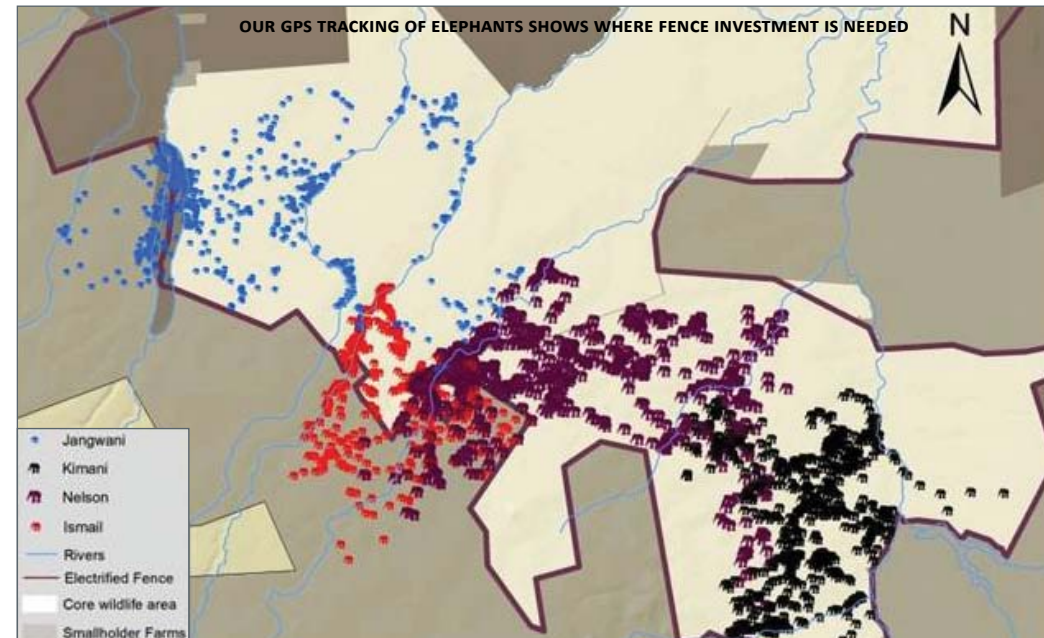 OUR GPS TRACKING OF ELEPHANTS SHOWS WHERE FENCE INVESTMENT IS NEEDED
N
Jangwani
Kimani
Nelson
Ismail
Rivers
Electrified Fence
Core wildlife area
Smallholder Farms